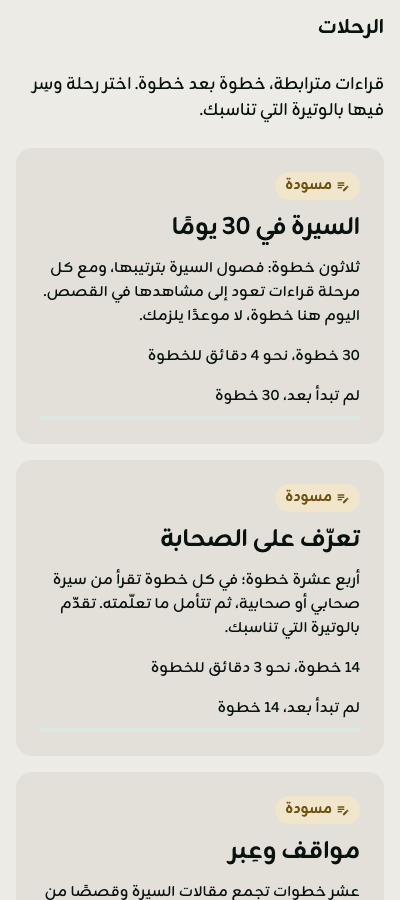 الرحلات
قراءات مترابطة، خطوة بعد خطوة. اختر رحلة وسِر
فيها بالوتيرة التي تناسبك.
مسودة
السيرة في 30 يومًا
ثلاثون خطوة: فصول السيرة بترتيبها، ومع كل
مرحلة قراءات تعود إلى مشاهدها في القصص.
اليوم هنا خطوة، لا موعدًا يلزمك.
30 خطوة، نحو 4 دقائق للخطوة
لم تبدأ بعد، 30 خطوة
مسودة
تعرّف على الصحابة
أربع عشرة خطوة؛ في كل خطوة تقرأ من سيرة
صحابي أو صحابية، ثم تتأمل ما تعلّمته. تقدّم
بالوتيرة التي تناسبك.
14 خطوة، نحو 3 دقائق للخطوة
لم تبدأ بعد، 14 خطوة
مسودة
مواقف وعِبر
عشر خطوات تجمع مقالات السيرة وقصصًا من